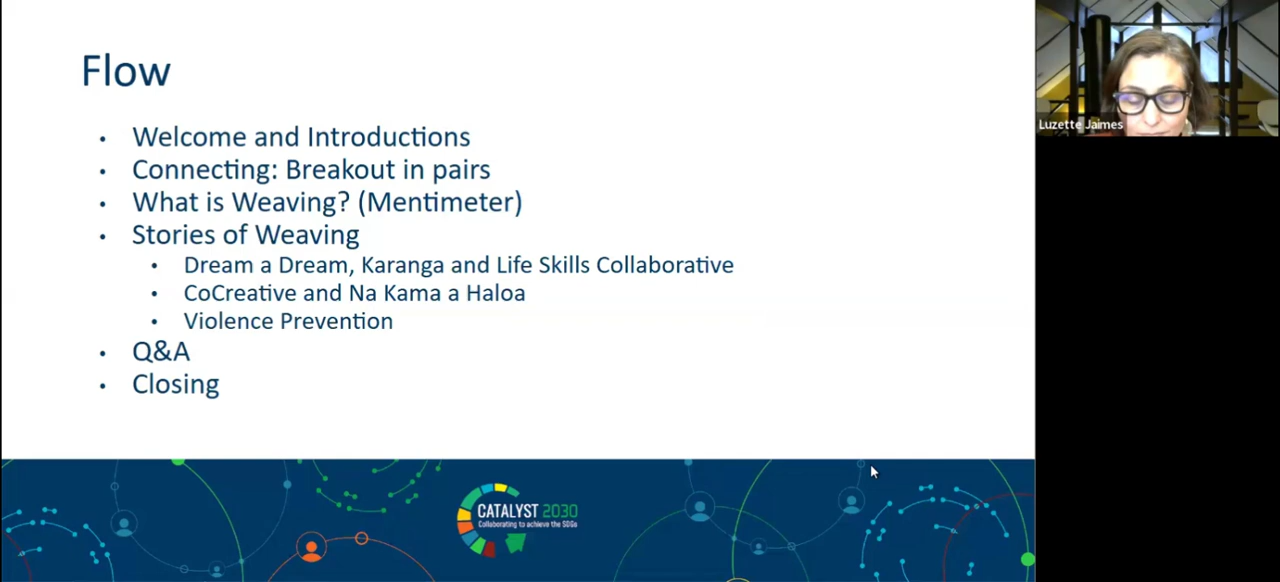 Flow
• Welcome and Introductions
• Connecting: Breakout in pairs
• What is Weaving? (Mentimeter)
• Stories of Weaving
• Dream a Dream, Karanga and Life Skills Collaborative
• CoCreative and Na Kama a Haloa
• Violence Prevention
• Q&A
• Closing
CATALYST 2030
Collaborating to achieve the SDGs
Luzette Jaimes